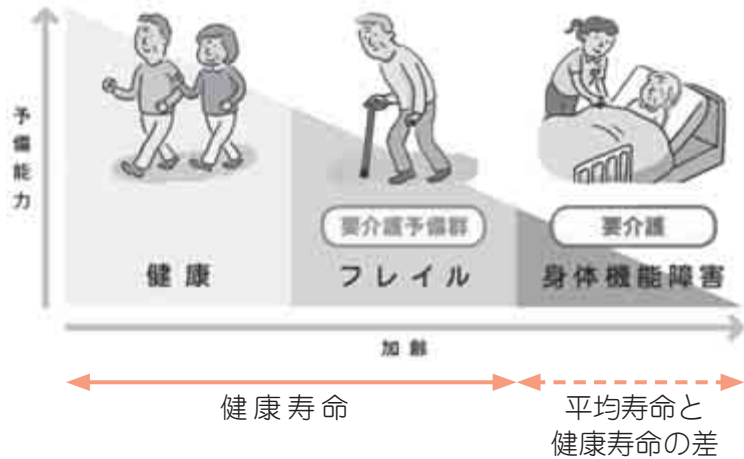 予備能力
要介護予備群
要介護
健康
フレイル
身体機能障害
加齢
健康寿命
平均寿命と
健康寿命の差